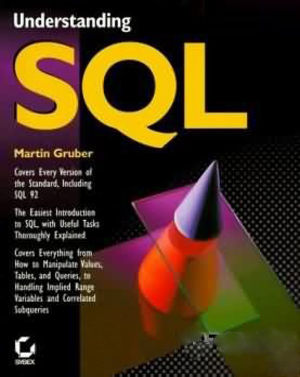 Understanding
SQL
Martin Gruber
Covers Every Version of
the Standard, Including
SQL 92
The Easiest Introduction
to SQL, with Useful Tasks
Thoroughly Explained
Covers Everything from
How to Manipulate Values,
Tables, and Queries, to
Handling Implied Range
Variables and Correlated
Subqueries
SYBEX